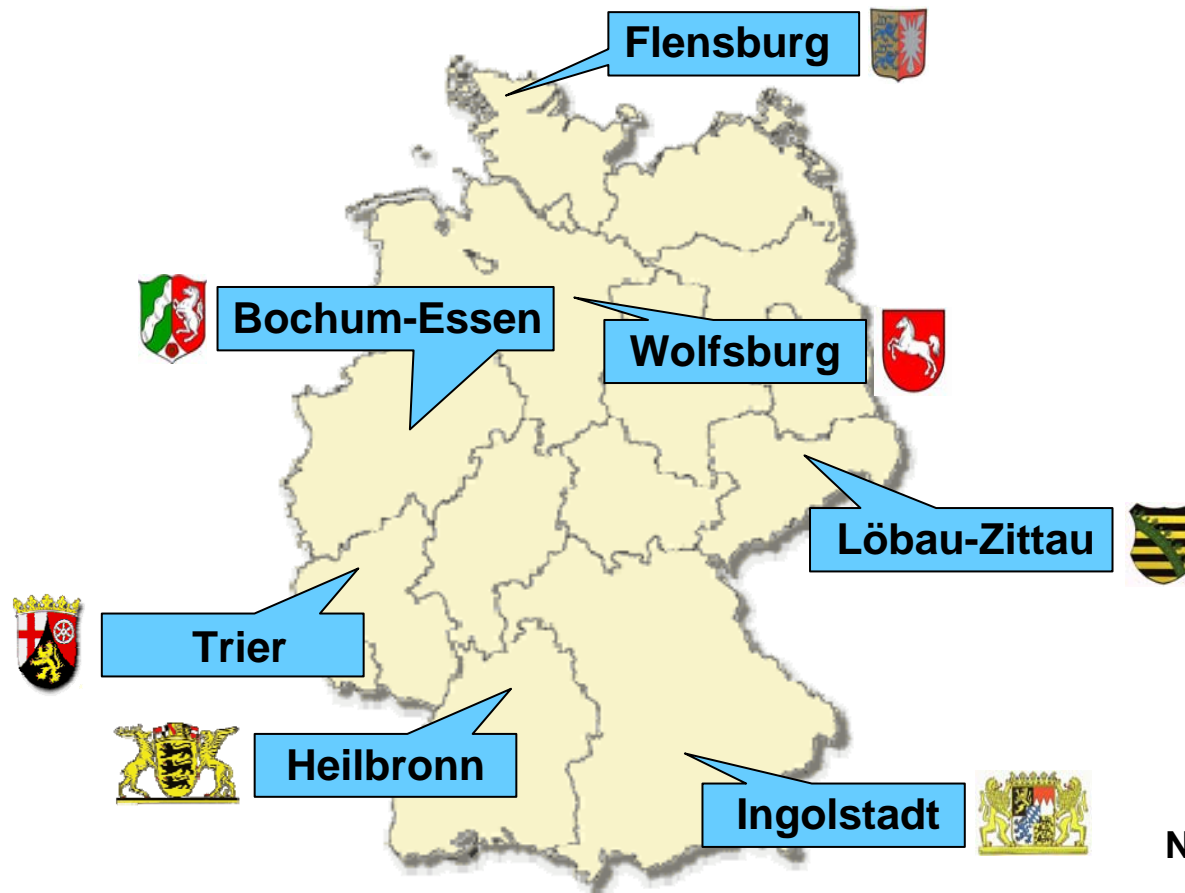 Flensburg
Bochum-Essen
Wolfsburg
Löbau-Zittau
Trier
Heilbronn
Ingolstadt
N